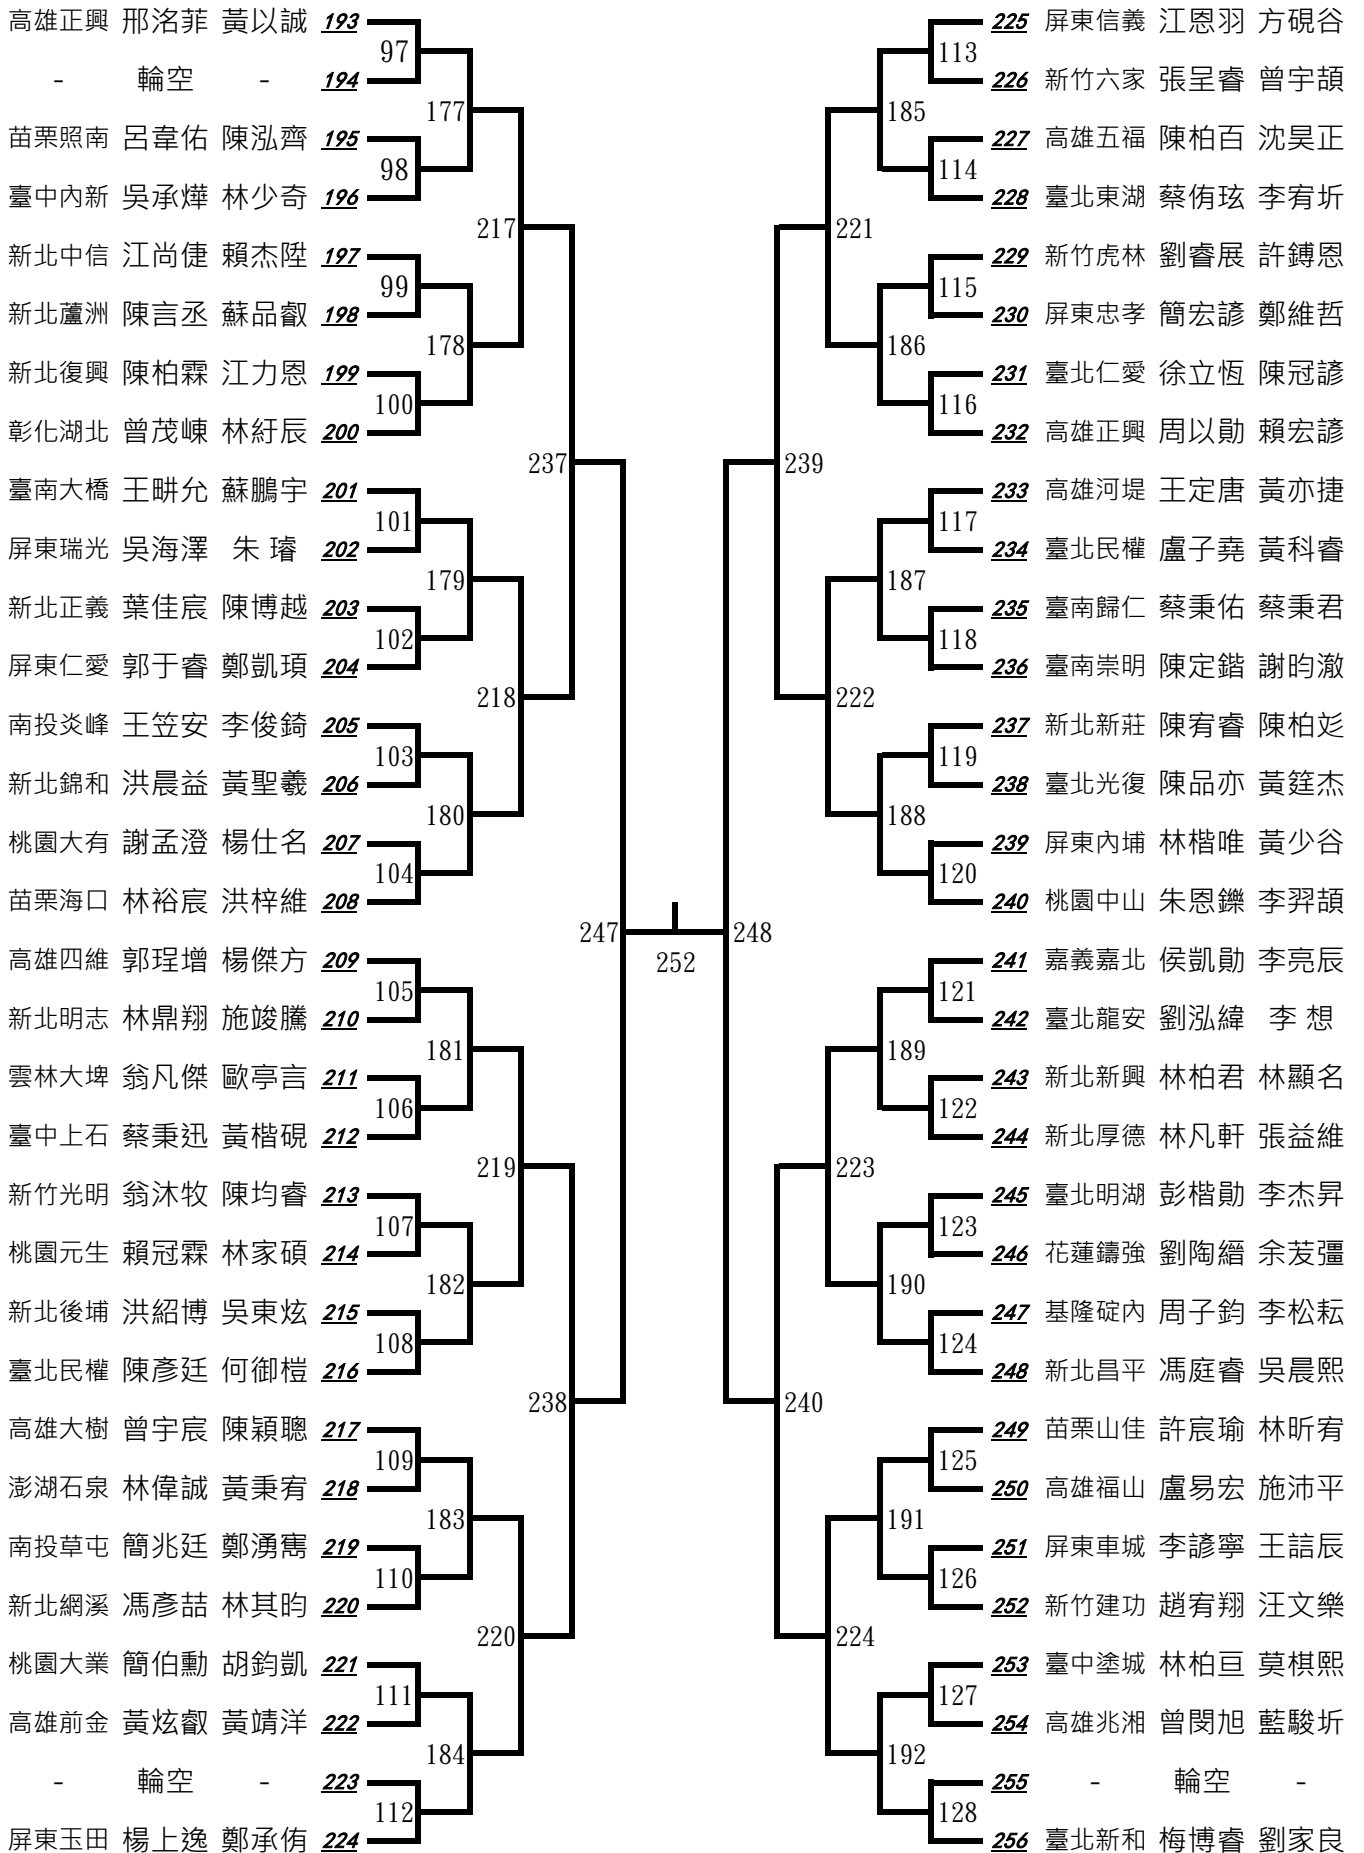 高雄正興 邢洺菲 黃以誠 193
97
- 輪空 - 194
177
苗栗照南 呂韋佑 陳泓齊 195
98
臺中內新 吳承燁 林少奇 196
217
新北中信 江尚倢 賴杰陞 197
99
新北蘆洲 陳言丞 蘇品叡 198
178
新北復興 陳柏霖 江力恩 199
100
彰化湖北 曾茂崠 林紆辰 200
237
臺南大橋 王畊允 蘇鵬宇 201
101
屏東瑞光 吳海澤 朱 璿 202
179
新北正義 葉佳宸 陳博越 203
102
屏東仁愛 郭于睿 鄭凱頊 204
218
南投炎峰 王笠安 李俊錡 205
103
新北錦和 洪晨益 黃聖羲 206
180
桃園大有 謝孟澄 楊仕名 207
104
苗栗海口 林裕宸 洪梓維 208
247
高雄四維 郭珵增 楊傑方 209
105
新北明志 林鼎翔 施竣騰 210
181
雲林大埤 翁凡傑 歐亭言 211
106
臺中上石 蔡秉迅 黃楷硯 212
219
新竹光明 翁沐牧 陳均睿 213
107
桃園元生 賴冠霖 林家碩 214
182
新北後埔 洪紹博 吳東炫 215
108
臺北民權 陳彥廷 何御榿 216
238
高雄大樹 曾宇宸 陳穎聰 217
109
澎湖石泉 林偉誠 黃秉宥 218
183
南投草屯 簡兆廷 鄭湧寯 219
110
新北網溪 馮彥喆 林其昀 220
220
桃園大業 簡伯勳 胡鈞凱 221
111
高雄前金 黃炫叡 黃靖洋 222
184
- 輪空 - 223
112
屏東玉田 楊上逸 鄭承侑 224
252
225 屏東信義 江恩羽 方硯谷
113
226 新竹六家 張呈睿 曾宇頡
185
227 高雄五福 陳柏百 沈昊正
114
228 臺北東湖 蔡侑玹 李宥圻
221
229 新竹虎林 劉睿展 許鎛恩
115
230 屏東忠孝 簡宏諺 鄭維哲
186
231 臺北仁愛 徐立恆 陳冠諺
116
232 高雄正興 周以勛 賴宏諺
239
233 高雄河堤 王定唐 黃亦捷
117
234 臺北民權 盧子堯 黃科睿
187
235 臺南歸仁 蔡秉佑 蔡秉君
118
236 臺南崇明 陳定鍇 謝昀澈
222
237 新北新莊 陳宥睿 陳柏彣
119
238 臺北光復 陳品亦 黃筳杰
188
239 屏東內埔 林楷唯 黃少谷
120
240 桃園中山 朱恩鑠 李羿頡
248
241 嘉義嘉北 侯凱勛 李亮辰
121
242 臺北龍安 劉泓緯 李 想
189
243 新北新興 林柏君 林顯名
122
244 新北厚德 林凡軒 張益維
223
245 臺北明湖 彭楷勛 李杰昇
123
246 花蓮鑄強 劉陶縉 余芨彊
190
247 基隆碇內 周子鈞 李松耘
124
248 新北昌平 馮庭睿 吳晨熙
240
249 苗栗山佳 許宸瑜 林昕宥
125
250 高雄福山 盧易宏 施沛平
191
251 屏東車城 李諺寧 王誩辰
126
252 新竹建功 趙宥翔 汪文樂
224
253 臺中塗城 林柏亘 莫棋熙
127
254 高雄兆湘 曾閔旭 藍駿圻
192
255 - 輪空 -
128
256 臺北新和 梅博睿 劉家良